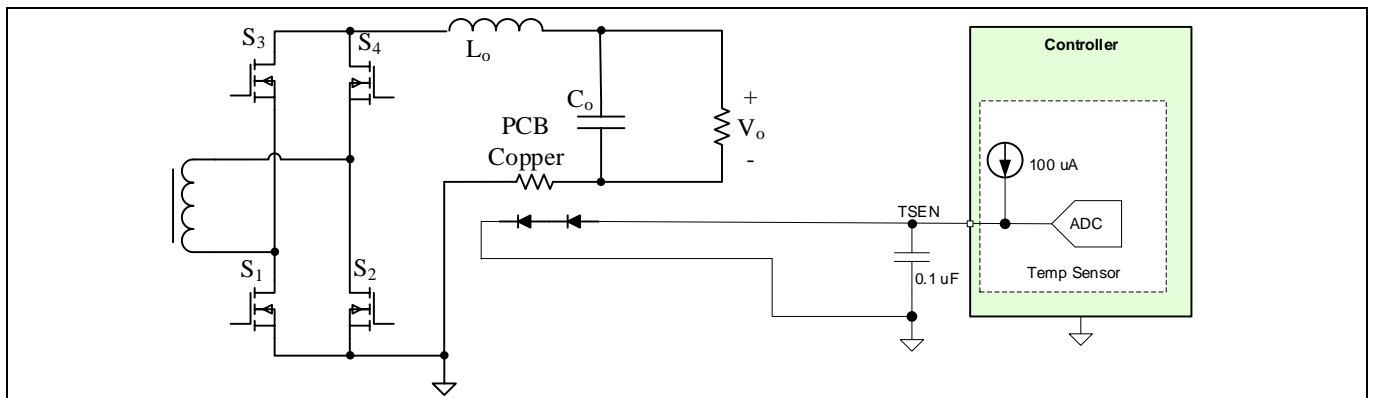 S3
S4
Lo
Co
PCB
Copper
+
Vo
-
S1
S2
TSEN
0.1 uF
Controller
100 uA
ADC
Temp Sensor